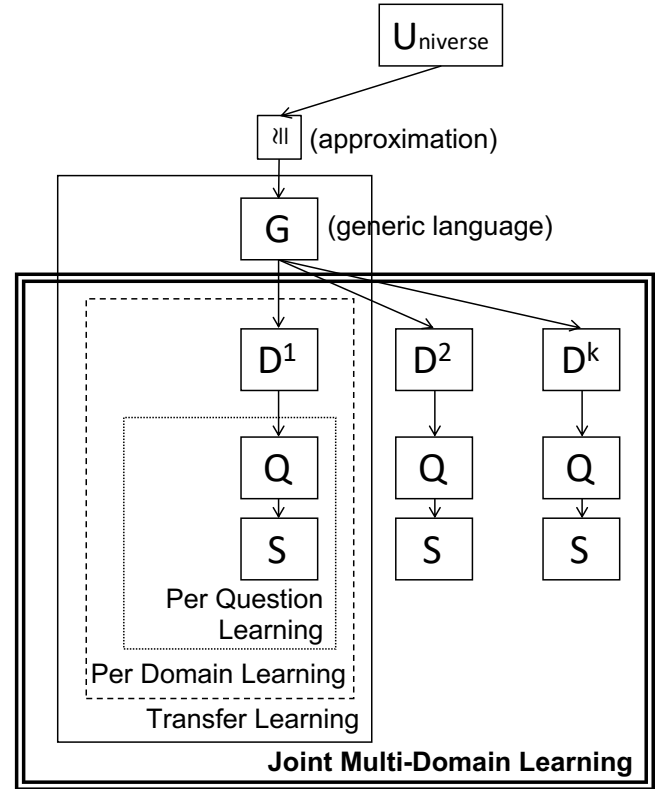 Universe
≅ (approximation)
G (generic language)
D¹ D² Dᵏ
Q Q Q
S S S
Per Question
Learning
Per Domain Learning
Transfer Learning
Joint Multi-Domain Learning